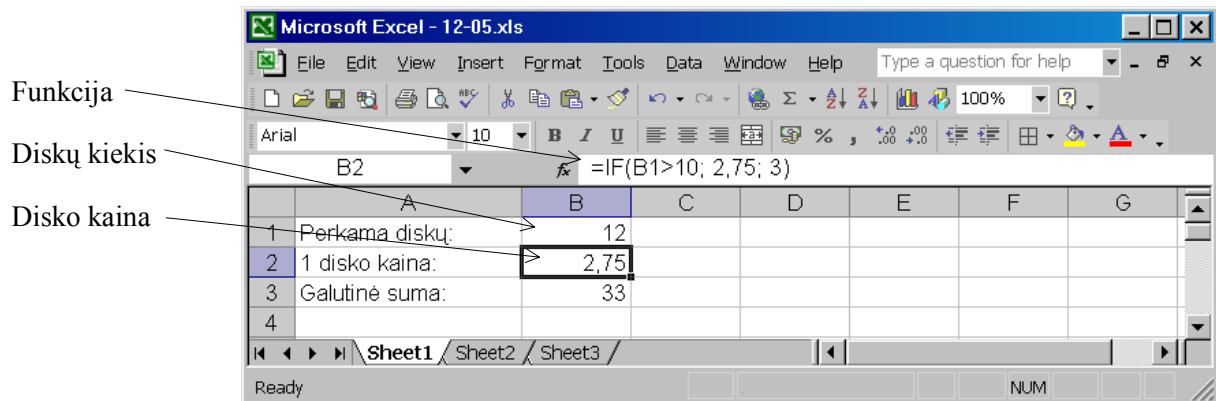 Microsoft Excel - 12-05.xls
File Edit View Insert Format Tools Data Window Help Type a question for help
100%
Arial 10 B I U % ,
B2 fx =IF(B1>10; 2,75; 3)
Funkcija
Diskų kiekis
Disko kaina
A B C D E F G
1 Perkama diskų: 12
2 1 disko kaina: 2,75
3 Galutinė suma: 33
4
Sheet1 Sheet2 Sheet3
Ready NUM